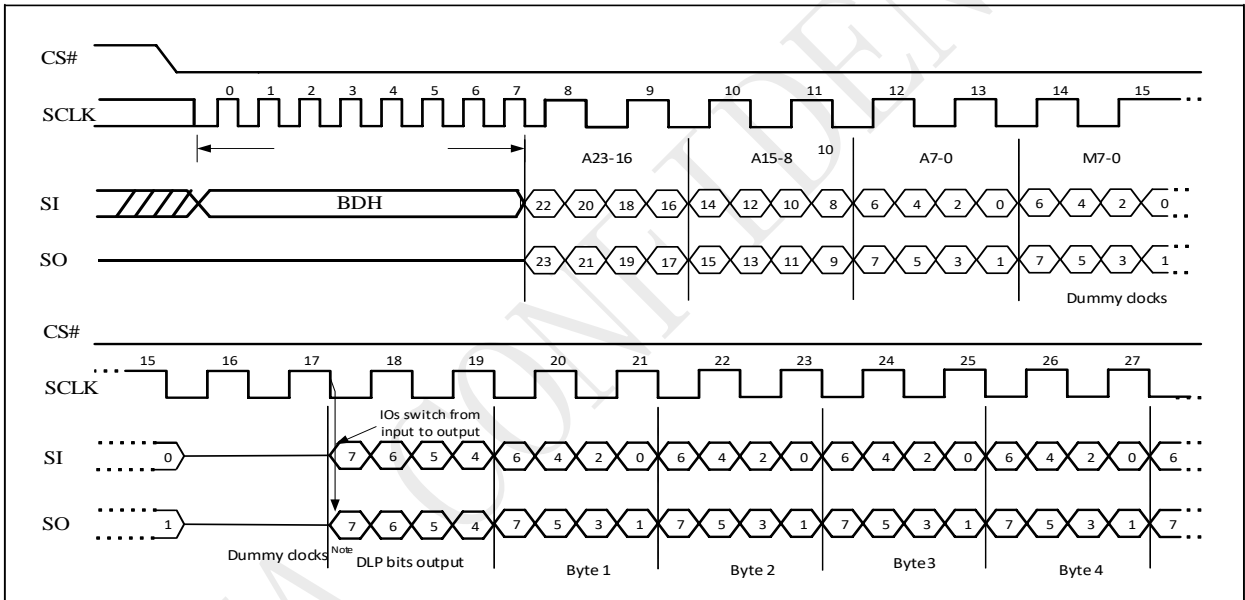 CS#
0 1 2 3 4 5 6 7 8 9 10 11 12 13 14 15
SCLK
A23-16 A15-8 10 A7-0 M7-0
SI BDH 22 20 18 16 14 12 10 8 6 4 2 0 6 4 2 0
SO 23 21 19 17 15 13 11 9 7 5 3 1 7 5 3 1
Dummy clocks
CS#
15 16 17 18 19 20 21 22 23 24 25 26 27
SCLK
IOs switch from
input to output
SI 0 7 6 5 4 6 4 2 0 6 4 2 0 6 4 2 0 6 4 2 0 6
SO 1 7 6 5 4 7 5 3 1 7 5 3 1 7 5 3 1 7 5 3 1 7
Dummy clocks Note DLP bits output Byte 1 Byte 2 Byte3 Byte 4